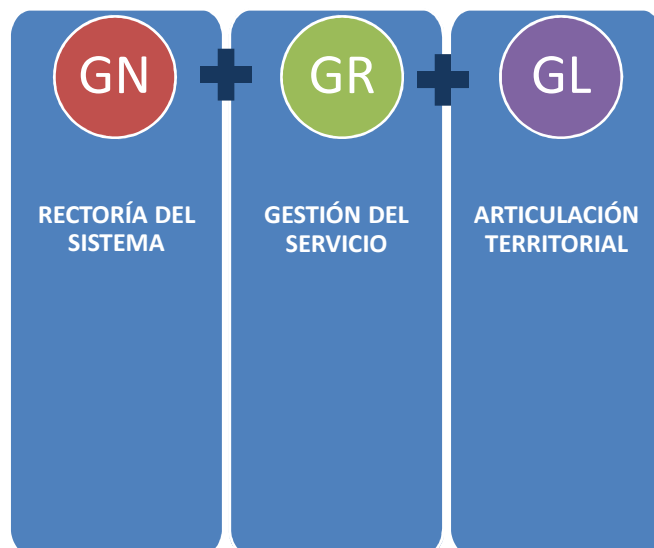 GN
GR
GL
RECTORÍA DEL
SISTEMA
GESTIÓN DEL
SERVICIO
ARTICULACIÓN
TERRITORIAL